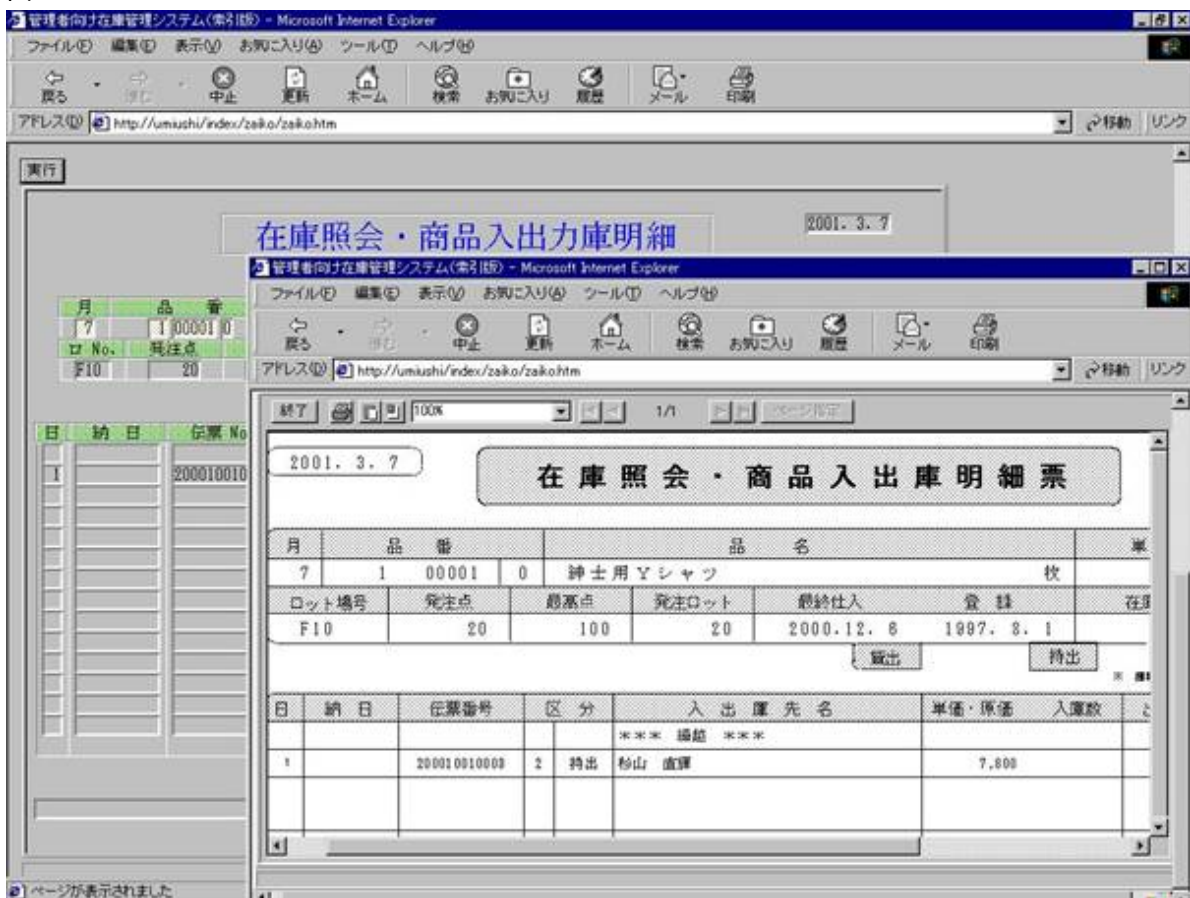 管理者向け在庫管理システム(索引版) - Microsoft Internet Explorer
ファイル(F) 編集(E) 表示(V) お気に入り(A) ツール(T) ヘルプ(H)
戻る 進む 中止 更新 ホーム 検索 お気に入り 履歴 メール 印刷
アドレス(D) http://umiushi/index/zaiko/zaiko.htm 移動 リンク
実行
2001. 3. 7
在庫照会・商品入出力庫明細
月 品 番
7 1 00001 0
ロ No. 発注点
F10 20
日 納 日 伝票 No
1 200010010
ページが表示されました
管理者向け在庫管理システム(索引版) - Microsoft Internet Explorer
ファイル(F) 編集(E) 表示(V) お気に入り(A) ツール(T) ヘルプ(H)
戻る 進む 中止 更新 ホーム 検索 お気に入り 履歴 メール 印刷
アドレス(D) http://umiushi/index/zaiko/zaiko.htm 移動 リンク
終了 100% 1/1 ページ指定
2001. 3. 7
在庫照会・商品入出庫明細票
月 品 番 品 名 単
7 1 00001 0 紳士用Yシャツ 枚
ロット場号 発注点 最高点 発注ロット 最終仕入 登録 在庫
F10 20 100 20 2000.12. 6 1997. 8. 1
貸出 持出
日 納 日 伝票番号 区 分 入 出 庫 先 名 単価・原価 入庫数
*** 繰越 ***
1 200010010003 2 持出 杉山 直輝 7,800